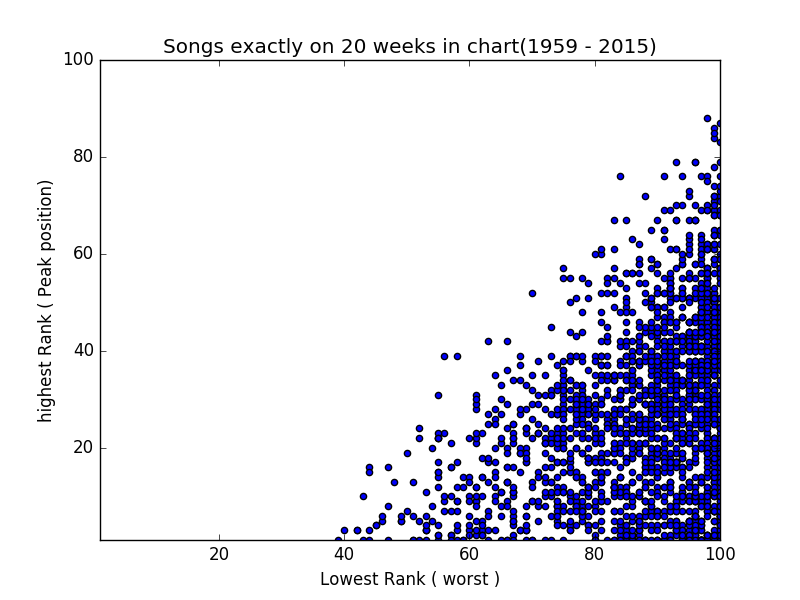 Songs exactly on 20 weeks in chart(1959 - 2015)
100
80
60
40
20
highest Rank ( Peak position)
20 40 60 80 100
Lowest Rank ( worst )